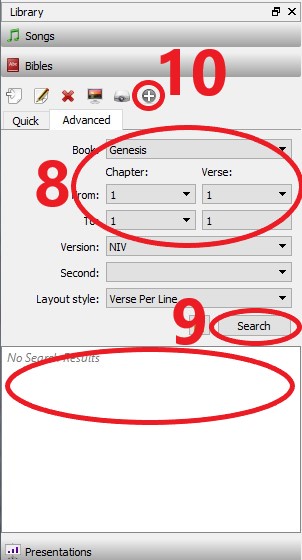 Library
Songs
Bibles
10
Quick Advanced
8
Book: Genesis
Chapter: Verse:
From: 1 1
To: 1 1
Version: NIV
Second:
Layout style: Verse Per Line
9
Search
No Search Results
Presentations